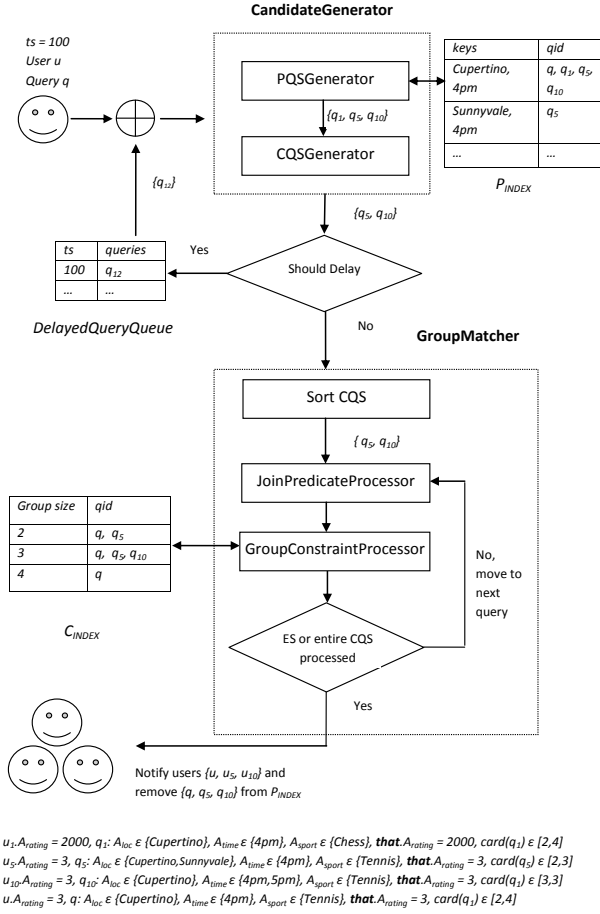 CandidateGenerator
ts = 100
User u
Query q
PQSGenerator
{q1, q5, q10}
CQSGenerator
keys qid
Cupertino, 4pm q, q1, q5, q10
Sunnyvale, 4pm q5
... ...
PINDEX
{q12}
{q5, q10}
ts queries
100 q12
... ...
DelayedQueryQueue
Yes
Should Delay
No
GroupMatcher
Sort CQS
{ q5, q10}
JoinPredicateProcessor
GroupConstraintProcessor
Group size qid
2 q, q5
3 q, q5, q10
4 q
CINDEX
No,
move to
next
query
ES or entire CQS
processed
Yes
Notify users {u, u5, u10} and
remove {q, q5, q10} from PINDEX
u1.Arating = 2000, q1: Aloc ε {Cupertino}, Atime ε {4pm}, Asport ε {Chess}, that.Arating = 2000, card(q1) ε [2,4]
u5.Arating = 3, q5: Aloc ε {Cupertino,Sunnyvale}, Atime ε {4pm}, Asport ε {Tennis}, that.Arating = 3, card(q5) ε [2,3]
u10.Arating = 3, q10: Aloc ε {Cupertino}, Atime ε {4pm,5pm}, Asport ε {Tennis}, that.Arating = 3, card(q1) ε [3,3]
u.Arating = 3, q: Aloc ε {Cupertino}, Atime ε {4pm}, Asport ε {Tennis}, that.Arating = 3, card(q1) ε [2,4]